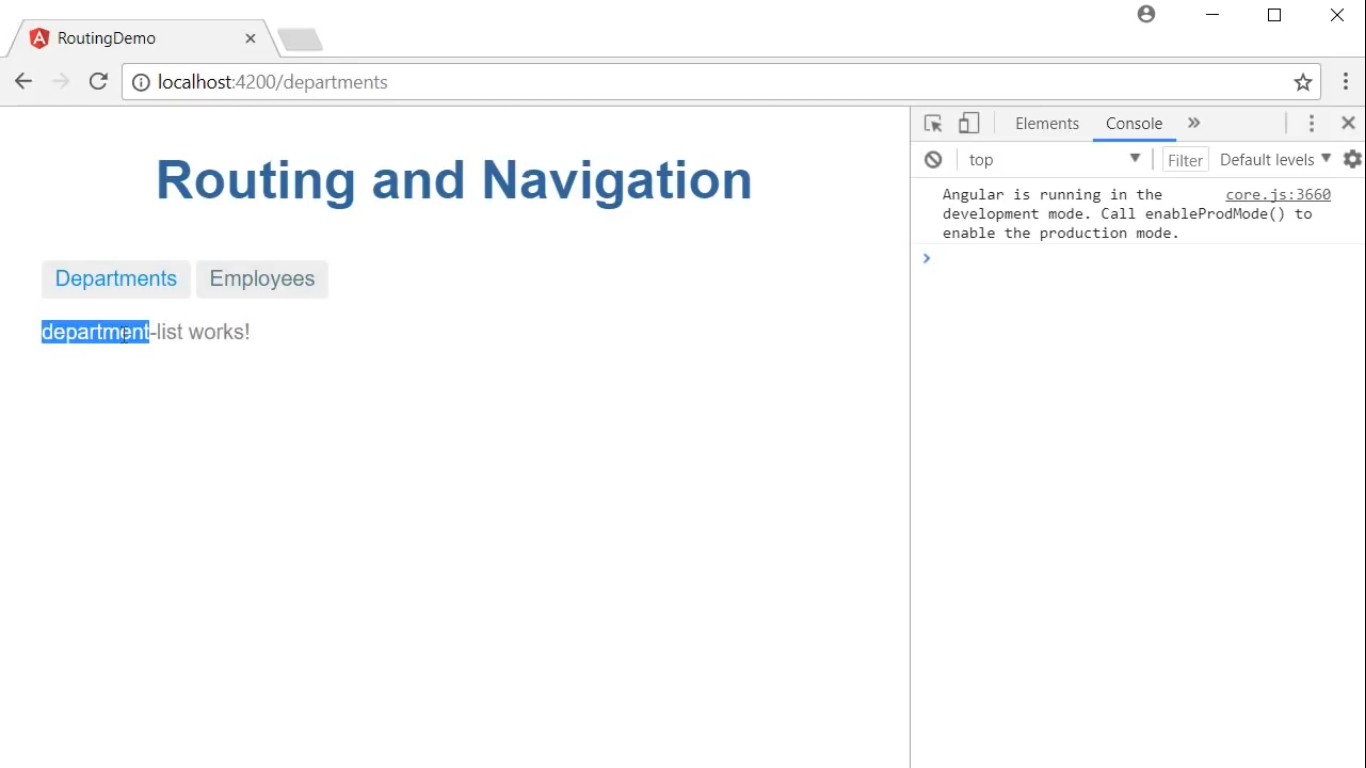 RoutingDemo
localhost:4200/departments
Routing and Navigation
Departments Employees
department-list works!
Elements Console »
top Filter Default levels
Angular is running in the core.js:3660
development mode. Call enableProdMode() to
enable the production mode.